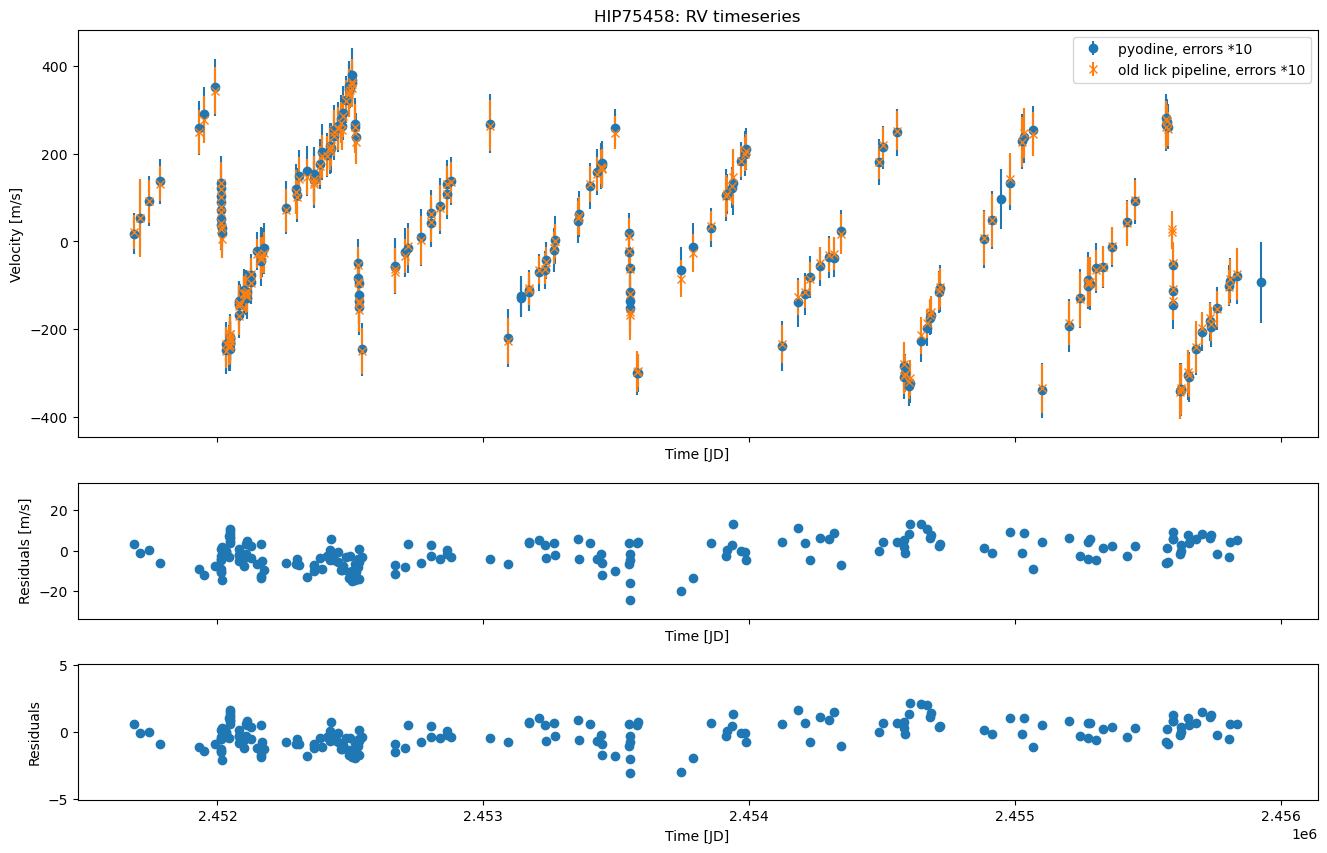 HIP75458: RV timeseries
pyodine, errors *10
old lick pipeline, errors *10
Velocity [m/s]
400
200
0
−200
−400
Time [JD]
Residuals [m/s]
20
0
−20
Time [JD]
Residuals
5
0
−5
2.452 2.453 2.454 2.455 2.456
1e6
Time [JD]